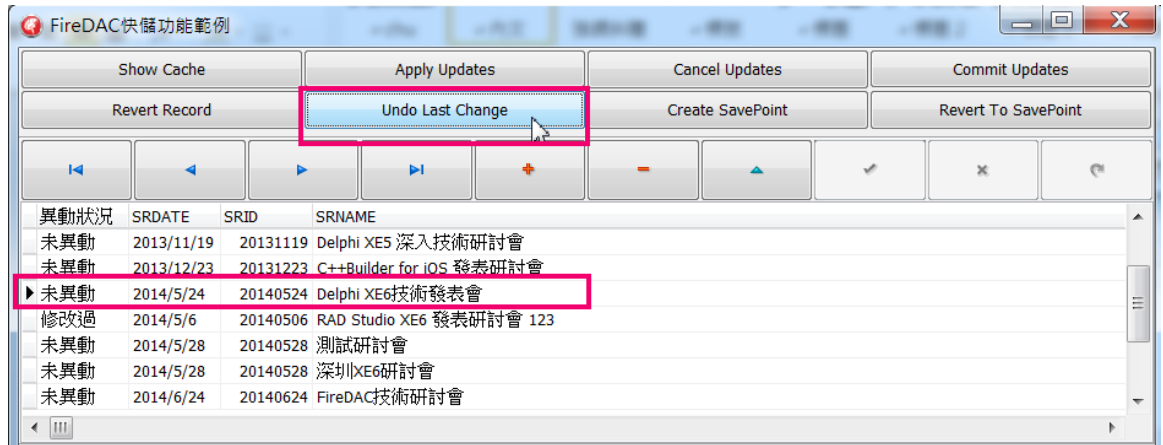 FireDAC快儲功能範例
Show Cache Apply Updates Cancel Updates Commit Updates
Revert Record Undo Last Change Create SavePoint Revert To SavePoint
異動狀況 SRDATE SRID SRNAME
未異動 2013/11/19 20131119 Delphi XE5 深入技術研討會
未異動 2013/12/23 20131223 C++Builder for iOS 發表研討會
未異動 2014/5/24 20140524 Delphi XE6技術發表會
修改過 2014/5/6 20140506 RAD Studio XE6 發表研討會 123
未異動 2014/5/28 20140528 測試研討會
未異動 2014/5/28 20140528 深圳XE6研討會
未異動 2014/6/24 20140624 FireDAC技術研討會